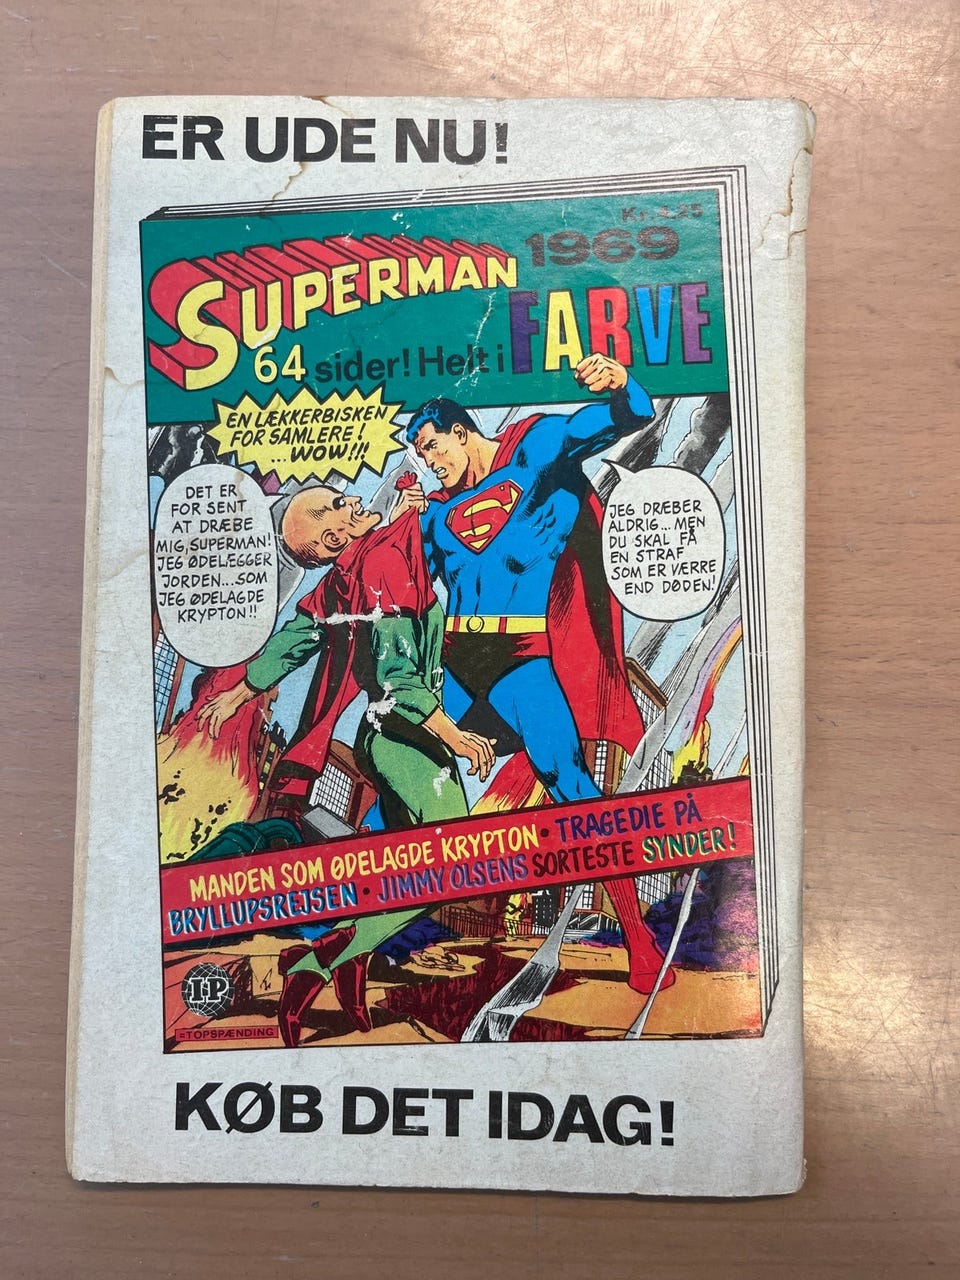 ER UDE NU!
Kr. 4.25
SUPERMAN 1969
64 sider! Helt i FARVE
EN LÆKKERBISKEN
FOR SAMLERE!
...WOW!!!
DET ER
FOR SENT
AT DRÆBE
MIG, SUPERMAN!
JEG ØDELÆGGER
JORDEN...SOM
JEG ØDELAGDE
KRYPTON!!
JEG DRÆBER
ALDRIG... MEN
DU SKAL FÅ
EN STRAF
SOM ER VÆRRE
END DØDEN!
S
MANDEN SOM ØDELAGDE KRYPTON • TRAGEDIE PÅ
BRYLLUPSREJSEN • JIMMY OLSENS SORTESTE SYNDER!
I·P
=TOPSPÆNDING
KØB DET IDAG!